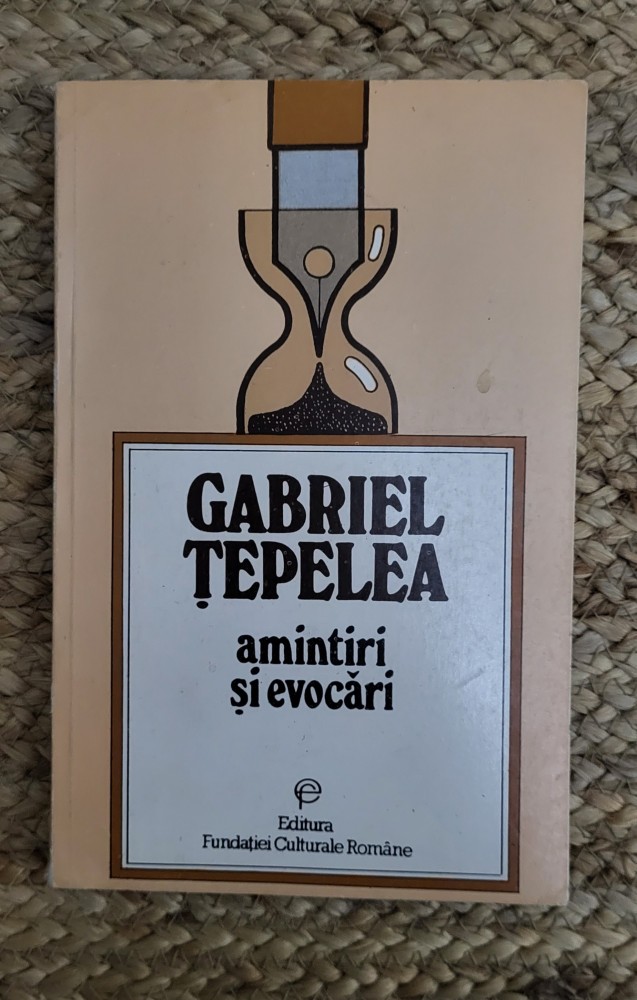 GABRIEL
ȚEPELEA
amintiri
și evocări
Editura
Fundației Culturale Române